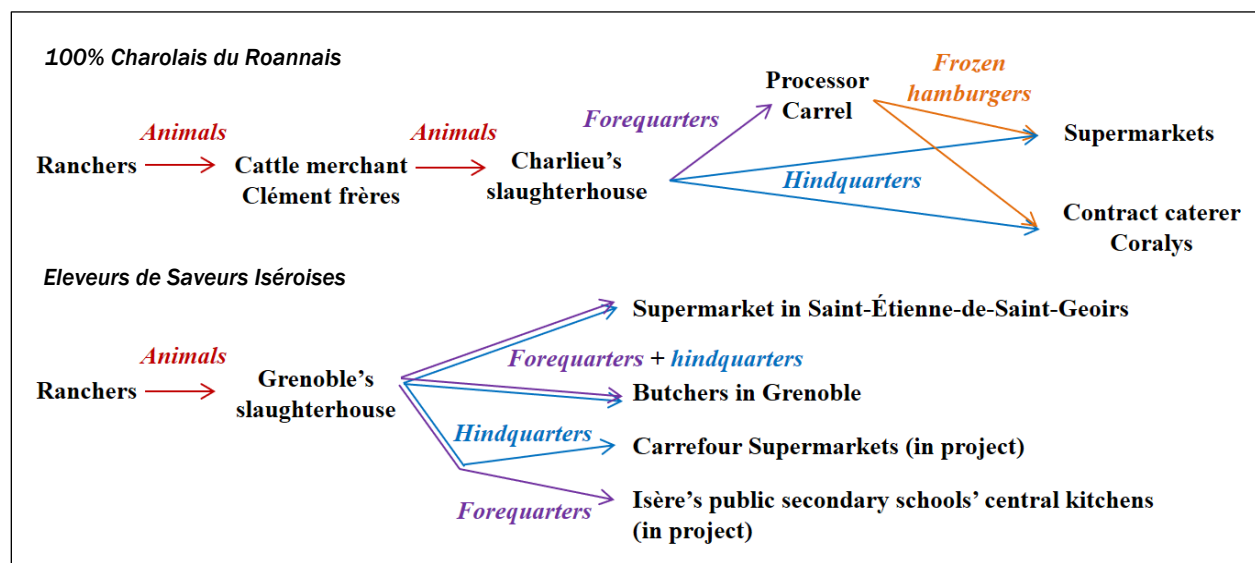 100% Charolais du Roannais
Animals
Animals
Forequarters
Processor
Carrel
Frozen
hamburgers
Ranchers
Cattle merchant
Clément frères
Charlieu's
slaughterhouse
Hindquarters
Supermarkets
Contract caterer
Coralys
Eleveurs de Saveurs Iséroises
Animals
Ranchers
Grenoble's
slaughterhouse
Supermarket in Saint-Étienne-de-Saint-Geoirs
Forequarters + hindquarters
Butchers in Grenoble
Hindquarters
Carrefour Supermarkets (in project)
Forequarters
Isère's public secondary schools' central kitchens
(in project)